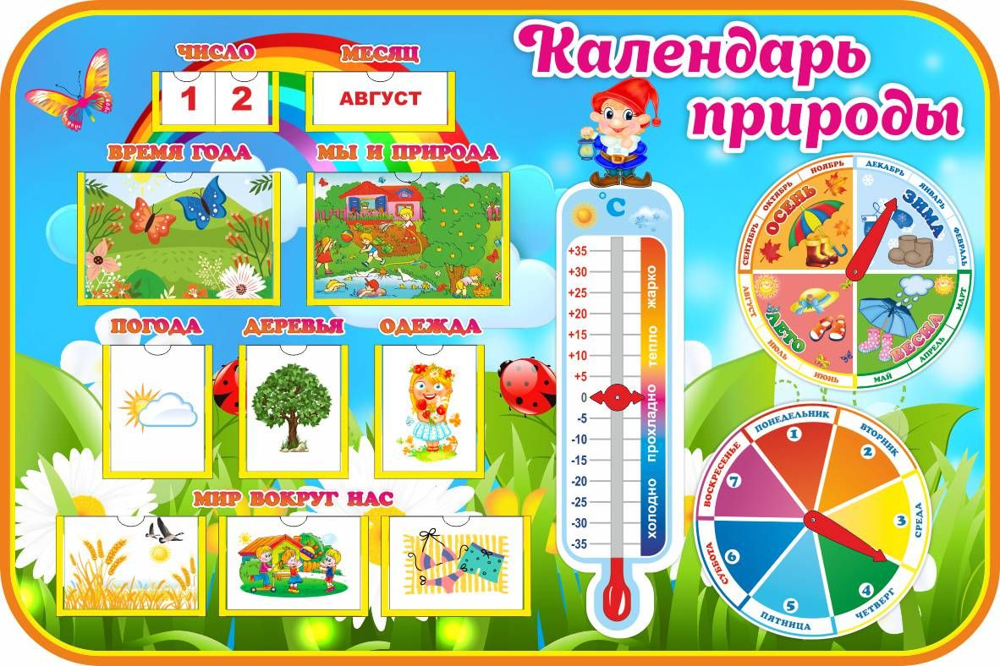 Календарь
природы
ЧИСЛО
МЕСЯЦ
1 2
АВГУСТ
ВРЕМЯ ГОДА
МЫ И ПРИРОДА
ПОГОДА
ДЕРЕВЬЯ
ОДЕЖДА
МИР ВОКРУГ НАС
°C
+35
+30
+25
+20
+15
+10
+5
0
-5
-10
-15
-20
-25
-30
-35
жарко
тепло
прохладно
холодно
ДЕКАБРЬ
ЯНВАРЬ
ФЕВРАЛЬ
МАРТ
АПРЕЛЬ
МАЙ
ИЮНЬ
ИЮЛЬ
АВГУСТ
СЕНТЯБРЬ
ОКТЯБРЬ
НОЯБРЬ
ОСЕНЬ
ЗИМА
ЛЕТО
ВЕСНА
ПОНЕДЕЛЬНИК
1
ВТОРНИК
2
СРЕДА
3
ЧЕТВЕРГ
4
ПЯТНИЦА
5
СУББОТА
6
ВОСКРЕСЕНЬЕ
7